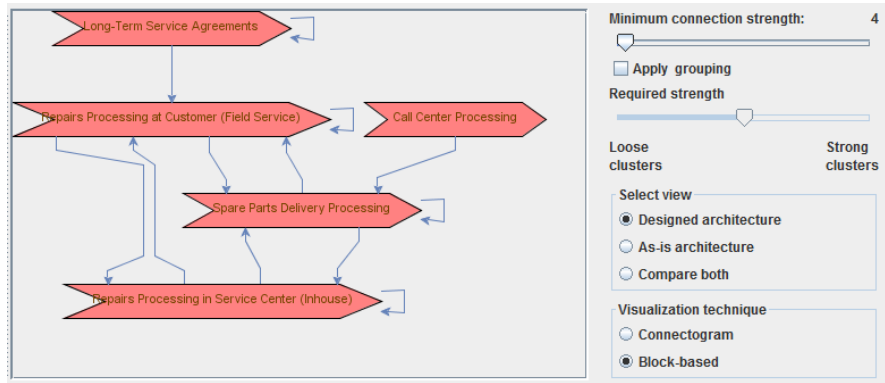 Long-Term Service Agreements
Repairs Processing at Customer (Field Service)
Call Center Processing
Spare Parts Delivery Processing
Repairs Processing in Service Center (Inhouse)
Minimum connection strength: 4
Apply grouping
Required strength
Loose clusters
Strong clusters
Select view
Designed architecture
As-is architecture
Compare both
Visualization technique
Connectogram
Block-based